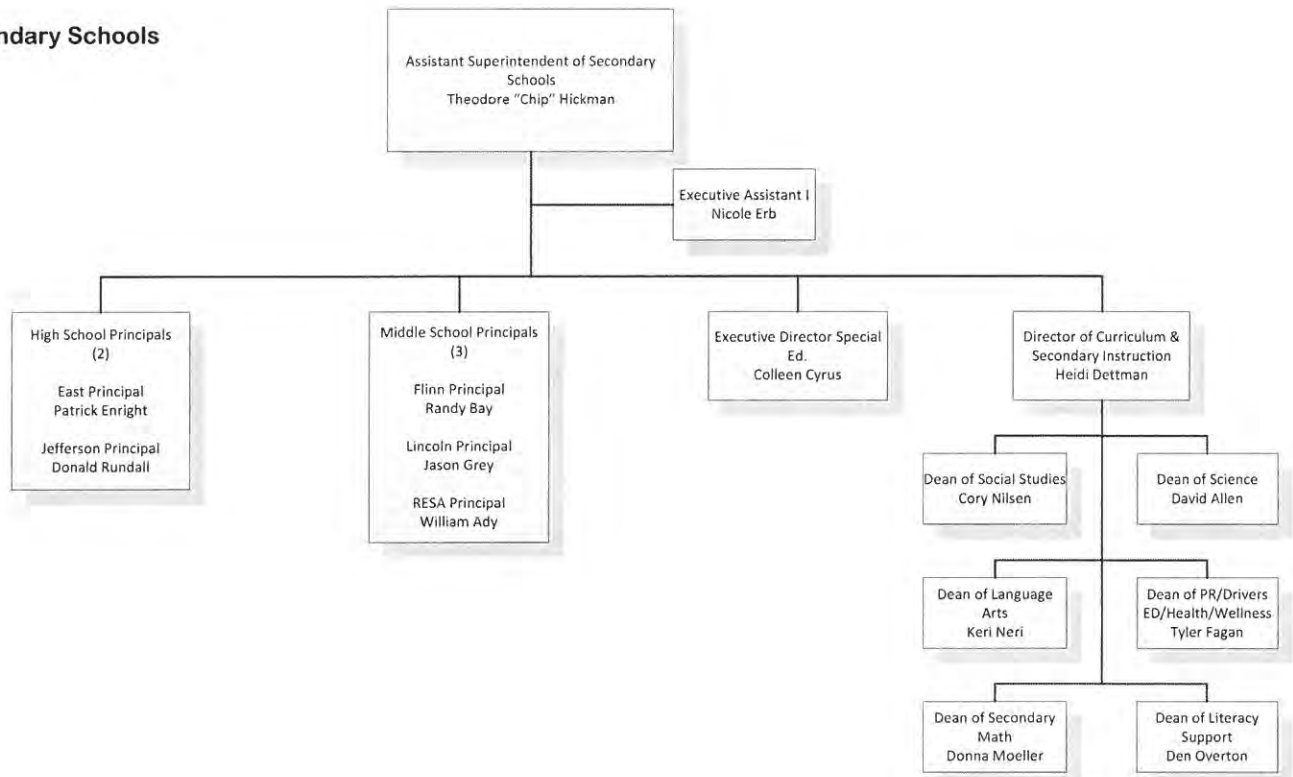 ndary Schools
Assistant Superintendent of Secondary
Schools
Theodore "Chip" Hickman
Executive Assistant I
Nicole Erb
High School Principals
(2)
East Principal
Patrick Enright
Jefferson Principal
Donald Rundall
Middle School Principals
(3)
Flinn Principal
Randy Bay
Lincoln Principal
Jason Grey
RESA Principal
William Ady
Executive Director Special
Ed.
Colleen Cyrus
Director of Curriculum &
Secondary Instruction
Heidi Dettman
Dean of Social Studies
Cory Nilsen
Dean of Science
David Allen
Dean of Language
Arts
Keri Neri
Dean of PR/Drivers
ED/Health/Wellness
Tyler Fagan
Dean of Secondary
Math
Donna Moeller
Dean of Literacy
Support
Den Overton